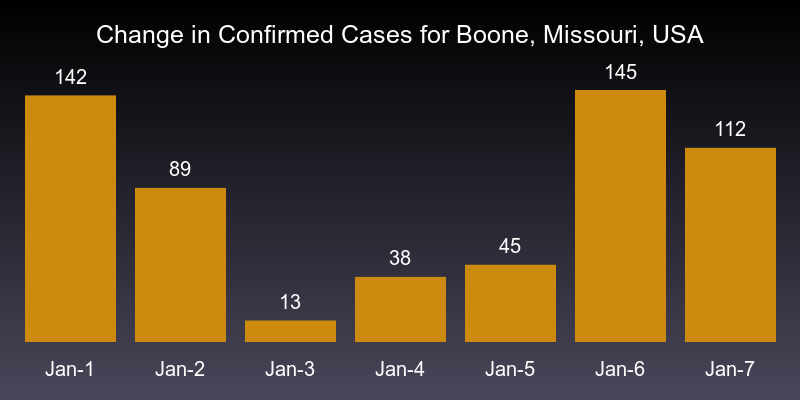 Change in Confirmed Cases for Boone, Missouri, USA
142
89
13
38
45
145
112
Jan-1
Jan-2
Jan-3
Jan-4
Jan-5
Jan-6
Jan-7